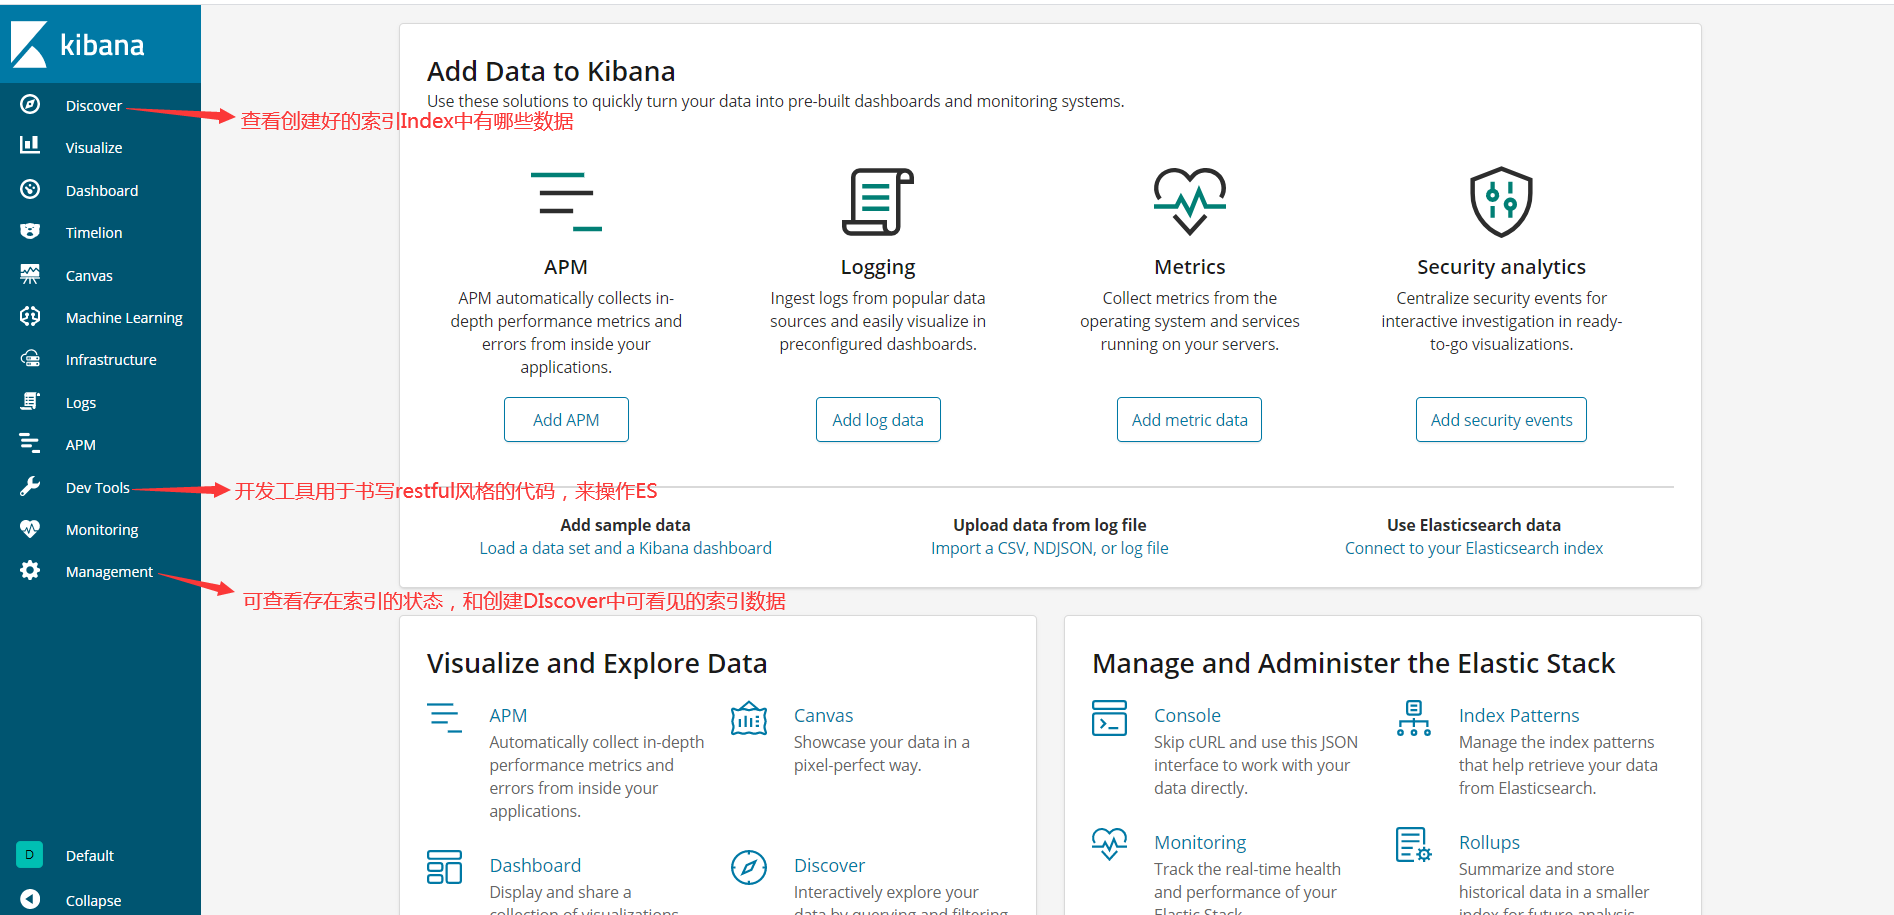 kibana
Discover
查看创建好的索引Index中有哪些数据
Visualize
Dashboard
Timelion
Canvas
Machine Learning
Infrastructure
Logs
APM
Dev Tools
开发工具用于书写restful风格的代码，来操作ES
Monitoring
Management
可查看存在索引的状态，和创建DIscover中可看见的索引数据
D
Default
Collapse
Add Data to Kibana
Use these solutions to quickly turn your data into pre-built dashboards and monitoring systems.
APM
APM automatically collects in-
depth performance metrics and
errors from inside your
applications.
Add APM
Logging
Ingest logs from popular data
sources and easily visualize in
preconfigured dashboards.
Add log data
Metrics
Collect metrics from the
operating system and services
running on your servers.
Add metric data
Security analytics
Centralize security events for
interactive investigation in ready-
to-go visualizations.
Add security events
Add sample data
Load a data set and a Kibana dashboard
Upload data from log file
Import a CSV, NDJSON, or log file
Use Elasticsearch data
Connect to your Elasticsearch index
Visualize and Explore Data
APM
Automatically collect in-depth
performance metrics and
errors from inside your
applications.
Canvas
Showcase your data in a
pixel-perfect way.
Dashboard
Display and share a
collection of visualizations
Discover
Interactively explore your
data by querying and filtering
Manage and Administer the Elastic Stack
Console
Skip cURL and use this JSON
interface to work with your
data directly.
Index Patterns
Manage the index patterns
that help retrieve your data
from Elasticsearch.
Monitoring
Track the real-time health
and performance of your
Elastic Stack.
Rollups
Summarize and store
historical data in a smaller
index for future analysis.